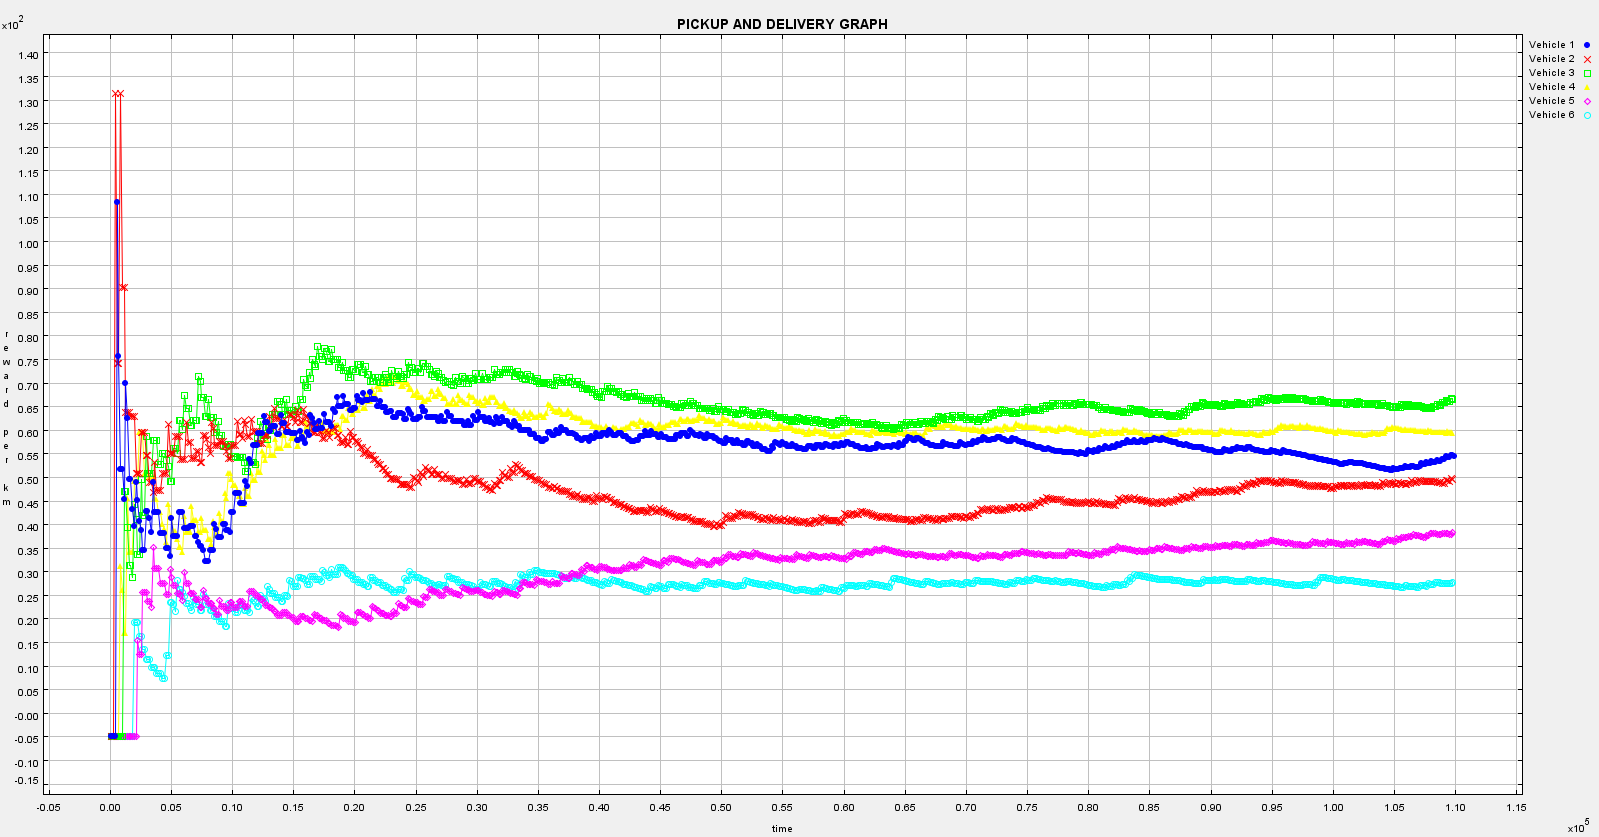 PICKUP AND DELIVERY GRAPH
x10²
1.40
1.35
1.30
1.25
1.20
1.15
1.10
1.05
1.00
0.95
0.90
0.85
0.80
0.75
0.70
0.65
0.60
0.55
0.50
0.45
0.40
0.35
0.30
0.25
0.20
0.15
0.10
0.05
-0.00
-0.05
-0.10
-0.15
reward per km
Vehicle 1
Vehicle 2
Vehicle 3
Vehicle 4
Vehicle 5
Vehicle 6
-0.05 0.00 0.05 0.10 0.15 0.20 0.25 0.30 0.35 0.40 0.45 0.50 0.55 0.60 0.65 0.70 0.75 0.80 0.85 0.90 0.95 1.00 1.05 1.10 1.15
time
x10⁵